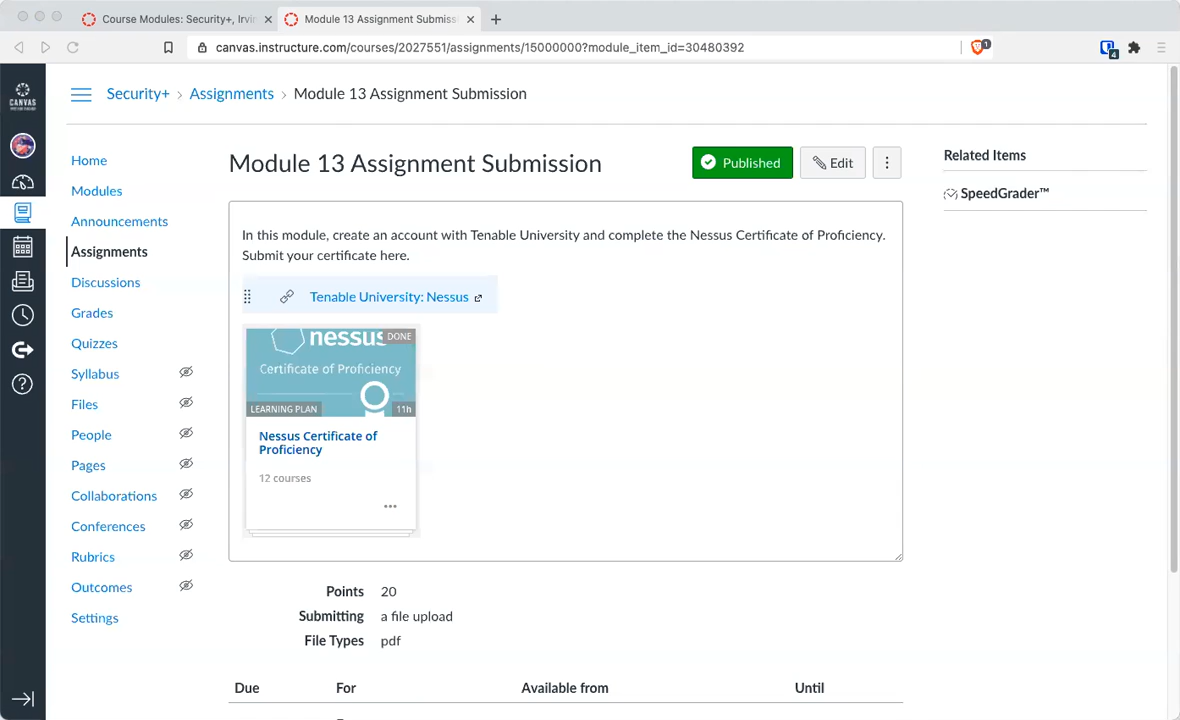 Course Modules: Security+, Irvi
Module 13 Assignment Submiss
canvas.instructure.com/courses/2027551/assignments/15000000?module_item_id=30480392
1
4
CANVAS
Security+ › Assignments › Module 13 Assignment Submission
Home
Modules
Announcements
Assignments
Discussions
Grades
Quizzes
Syllabus
Files
People
Pages
Collaborations
Conferences
Rubrics
Outcomes
Settings
Module 13 Assignment Submission
Published
Edit
In this module, create an account with Tenable University and complete the Nessus Certificate of Proficiency.
Submit your certificate here.
Tenable University: Nessus
nessus
DONE
Certificate of Proficiency
LEARNING PLAN
11h
Nessus Certificate of
Proficiency
12 courses
Points 20
Submitting a file upload
File Types pdf
Due For Available from Until
Related Items
SpeedGrader™